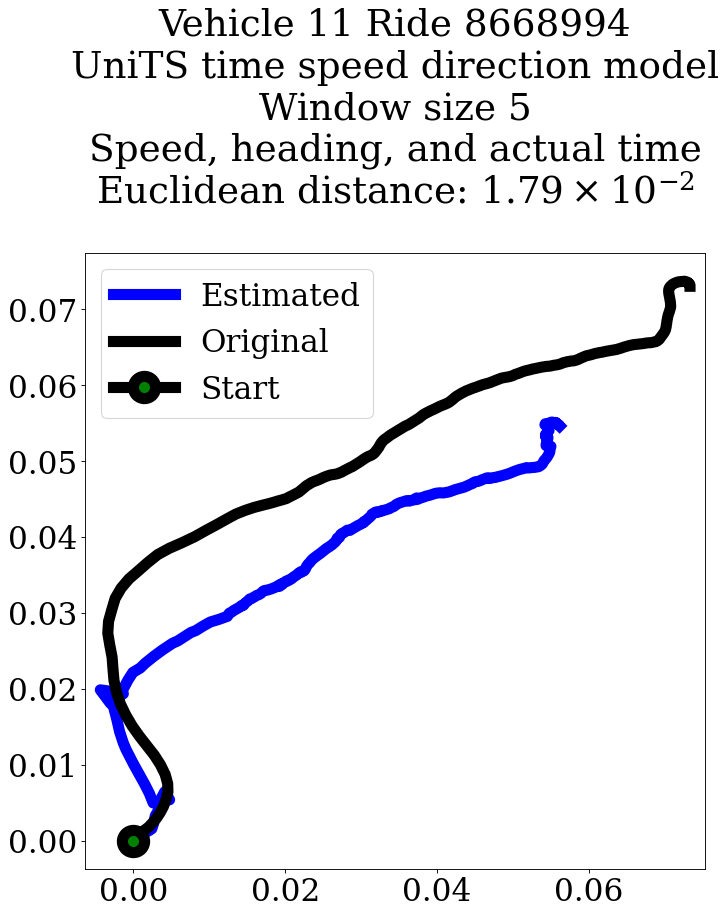 Vehicle 11 Ride 8668994
UniTS time speed direction model
Window size 5
Speed, heading, and actual time
Euclidean distance: 1.79 × 10⁻²
Estimated
Original
Start
0.07
0.06
0.05
0.04
0.03
0.02
0.01
0.00
0.00 0.02 0.04 0.06